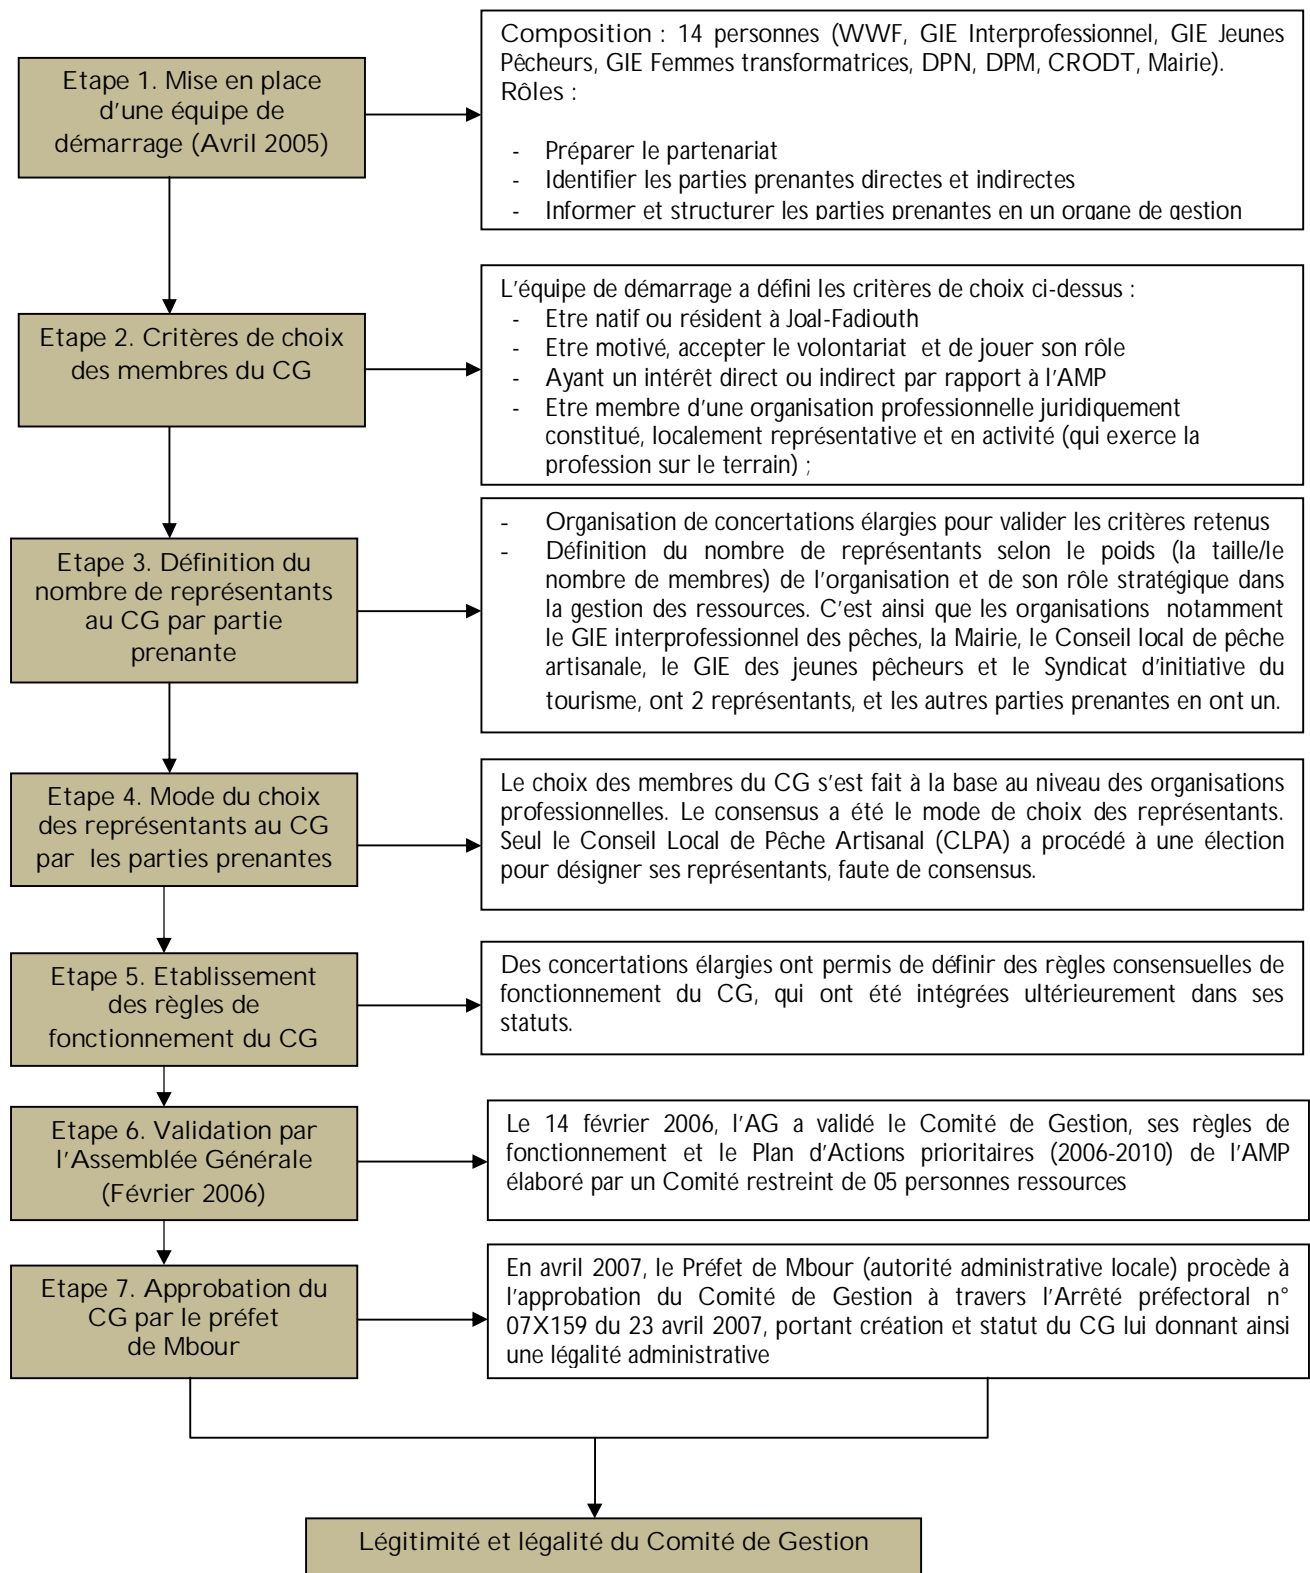 Etape 1. Mise en place
d'une équipe de
démarrage (Avril 2005)
Composition : 14 personnes (WWF, GIE Interprofessionnel, GIE Jeunes
Pêcheurs, GIE Femmes transformatrices, DPN, DPM, CRODT, Mairie).
Rôles :
- Préparer le partenariat
- Identifier les parties prenantes directes et indirectes
- Informer et structurer les parties prenantes en un organe de gestion
Etape 2. Critères de choix
des membres du CG
L'équipe de démarrage a défini les critères de choix ci-dessus :
- Etre natif ou résident à Joal-Fadiouth
- Etre motivé, accepter le volontariat et de jouer son rôle
- Ayant un intérêt direct ou indirect par rapport à l'AMP
- Etre membre d'une organisation professionnelle juridiquement
constitué, localement représentative et en activité (qui exerce la
profession sur le terrain) ;
Etape 3. Définition du
nombre de représentants
au CG par partie
prenante
- Organisation de concertations élargies pour valider les critères retenus
- Définition du nombre de représentants selon le poids (la taille/le
nombre de membres) de l'organisation et de son rôle stratégique dans
la gestion des ressources. C'est ainsi que les organisations notamment
le GIE interprofessionnel des pêches, la Mairie, le Conseil local de pêche
artisanale, le GIE des jeunes pêcheurs et le Syndicat d'initiative du
tourisme, ont 2 représentants, et les autres parties prenantes en ont un.
Etape 4. Mode du choix
des représentants au CG
par les parties prenantes
Le choix des membres du CG s'est fait à la base au niveau des organisations
professionnelles. Le consensus a été le mode de choix des représentants.
Seul le Conseil Local de Pêche Artisanal (CLPA) a procédé à une élection
pour désigner ses représentants, faute de consensus.
Etape 5. Etablissement
des règles de
fonctionnement du CG
Des concertations élargies ont permis de définir des règles consensuelles de
fonctionnement du CG, qui ont été intégrées ultérieurement dans ses
statuts.
Etape 6. Validation par
l'Assemblée Générale
(Février 2006)
Le 14 février 2006, l'AG a validé le Comité de Gestion, ses règles de
fonctionnement et le Plan d'Actions prioritaires (2006-2010) de l'AMP
élaboré par un Comité restreint de 05 personnes ressources
Etape 7. Approbation du
CG par le préfet
de Mbour
En avril 2007, le Préfet de Mbour (autorité administrative locale) procède à
l'approbation du Comité de Gestion à travers l'Arrêté préfectoral n°
07X159 du 23 avril 2007, portant création et statut du CG lui donnant ainsi
une légalité administrative
Légitimité et légalité du Comité de Gestion